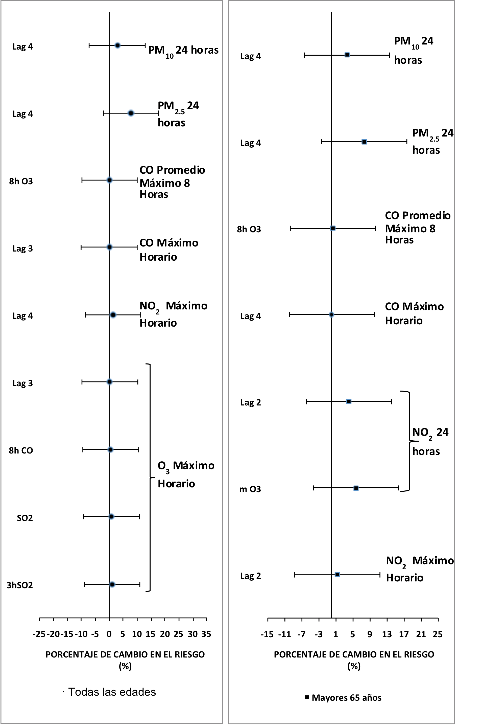 Lag 4
PM10 24 horas
Lag 4
PM2.5 24
horas
8h O3
CO Promedio
Máximo 8
Horas
Lag 3
CO Máximo
Horario
Lag 4
NO2 Máximo
Horario
Lag 3
8h CO
O3 Máximo
Horario
SO2
3hSO2
-25 -20 -15 -10 -5 0 5 10 15 20 25 30 35
PORCENTAJE DE CAMBIO EN EL RIESGO
(%)
· Todas las edades
Lag 4
PM10 24
horas
Lag 4
PM2.5 24
horas
8h O3
CO Promedio
Máximo 8
Horas
Lag 4
CO Máximo
Horario
Lag 2
NO2 24
horas
m O3
Lag 2
NO2 Máximo
Horario
-15 -11 -7 -3 1 5 9 13 17 21 25
PORCENTAJE DE CAMBIO EN EL RIESGO
(%)
Mayores 65 años